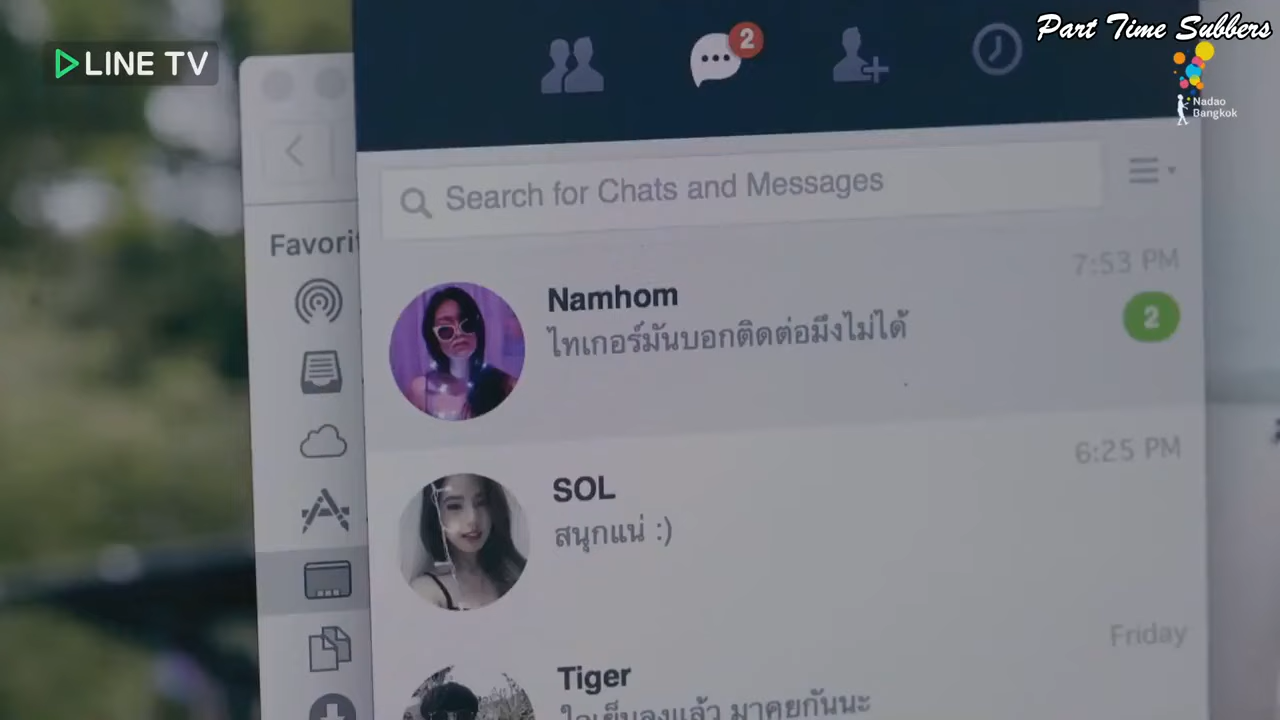 Part Time Subbers
LINE TV
2
Nadao
Bangkok
Search for Chats and Messages
Favorit
7:53 PM
Namhom
ไทเกอร์มันบอกติดต่อมึงไม่ได้
2
6:25 PM
SOL
สนุกแน่ :)
Friday
Tiger
ใจเย็นลงแล้ว มาคุยกันนะ